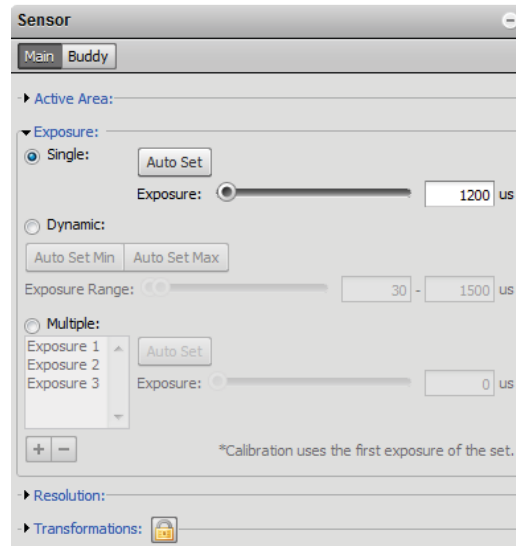 Sensor
Main Buddy
Active Area:
Exposure:
Single: Auto Set
Exposure: 1200 us
Dynamic:
Auto Set Min Auto Set Max
Exposure Range: 30 - 1500 us
Multiple:
Exposure 1 Auto Set
Exposure 2
Exposure 3 Exposure: 0 us
+ −
*Calibration uses the first exposure of the set.
Resolution:
Transformations: